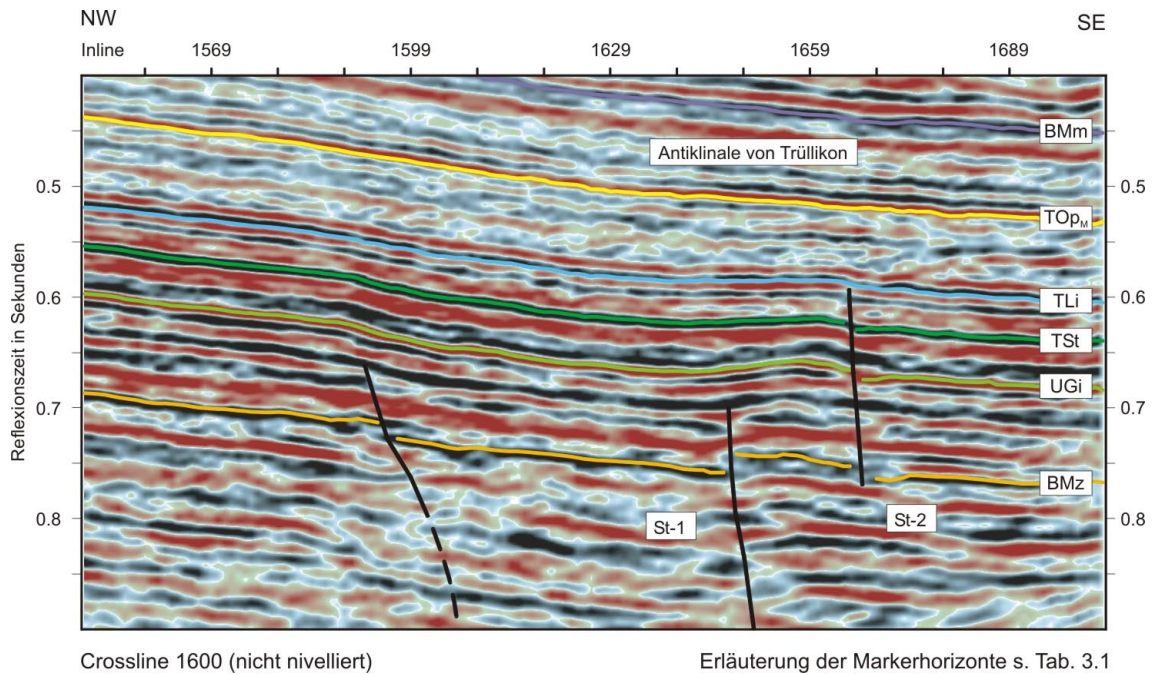 NW
SE
Inline 1569 1599 1629 1659 1689
BMm
Antiklinale von Trüllikon
0.5 0.5
TOpM
0.6 TLi 0.6
TSt
UGi
0.7 0.7
BMz
0.8 St-1 St-2 0.8
Reflexionszeit in Sekunden
Crossline 1600 (nicht nivelliert) Erläuterung der Markerhorizonte s. Tab. 3.1